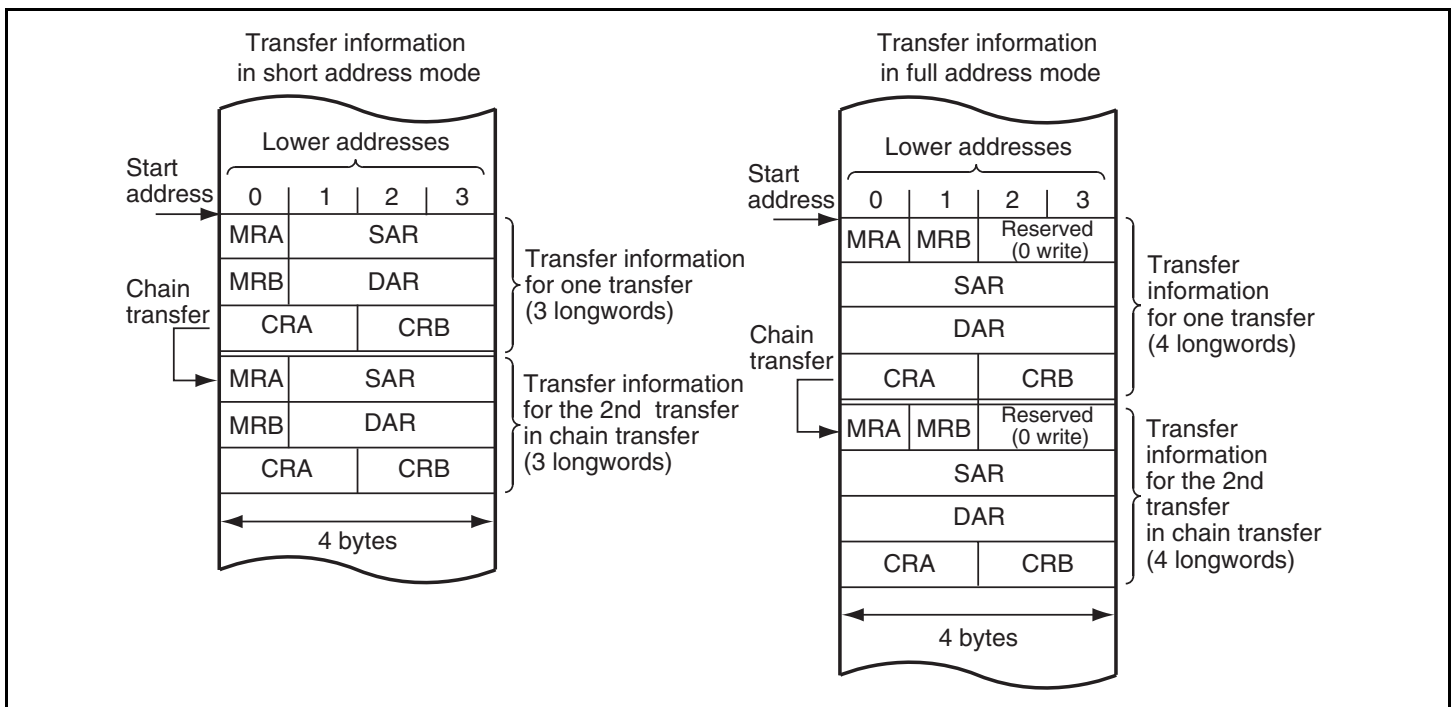 Transfer information
in short address mode
Lower addresses
Start
address
0 1 2 3
MRA SAR
MRB DAR
CRA CRB
Transfer information
for one transfer
(3 longwords)
Chain
transfer
MRA SAR
MRB DAR
CRA CRB
Transfer information
for the 2nd transfer
in chain transfer
(3 longwords)
4 bytes
Transfer information
in full address mode
Lower addresses
Start
address
0 1 2 3
MRA MRB Reserved
(0 write)
SAR
DAR
CRA CRB
Transfer
information
for one transfer
(4 longwords)
Chain
transfer
MRA MRB Reserved
(0 write)
SAR
DAR
CRA CRB
Transfer
information
for the 2nd
transfer
in chain transfer
(4 longwords)
4 bytes